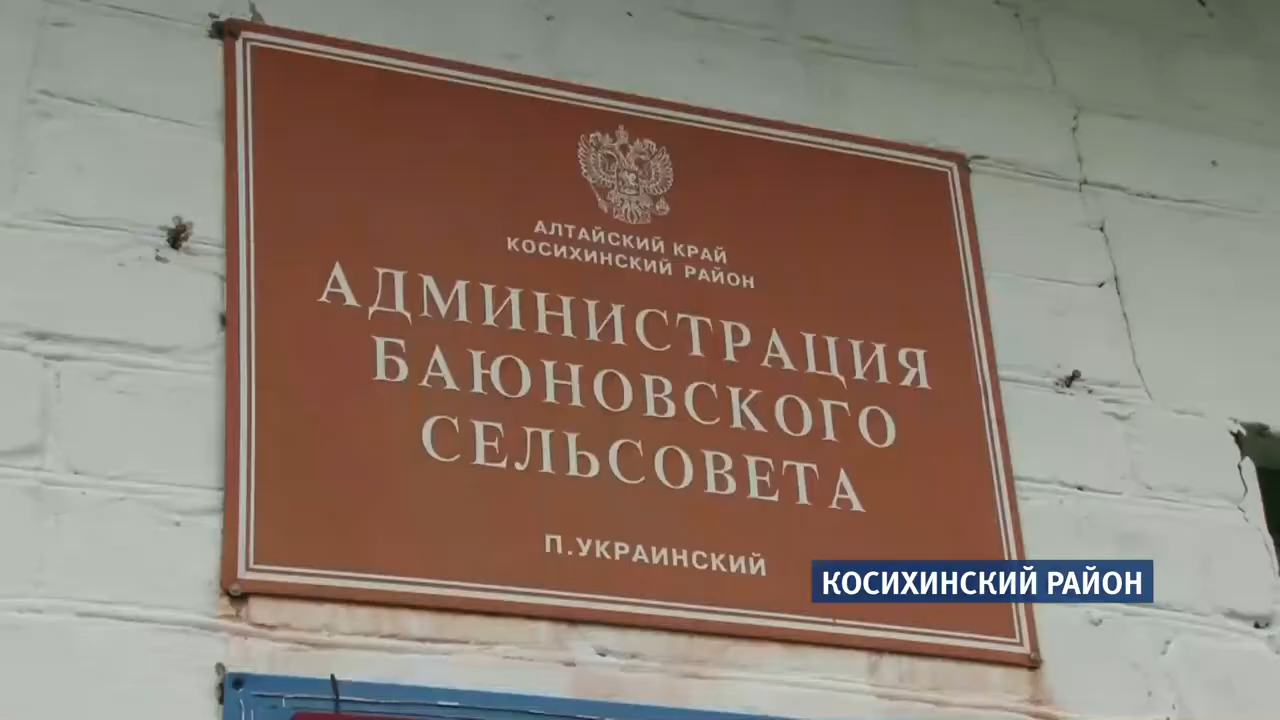 АЛТАЙСКИЙ КРАЙ
КОСИХИНСКИЙ РАЙОН
АДМИНИСТРАЦИЯ
БАЮНОВСКОГО
СЕЛЬСОВЕТА
П.УКРАИНСКИЙ
КОСИХИНСКИЙ РАЙОН